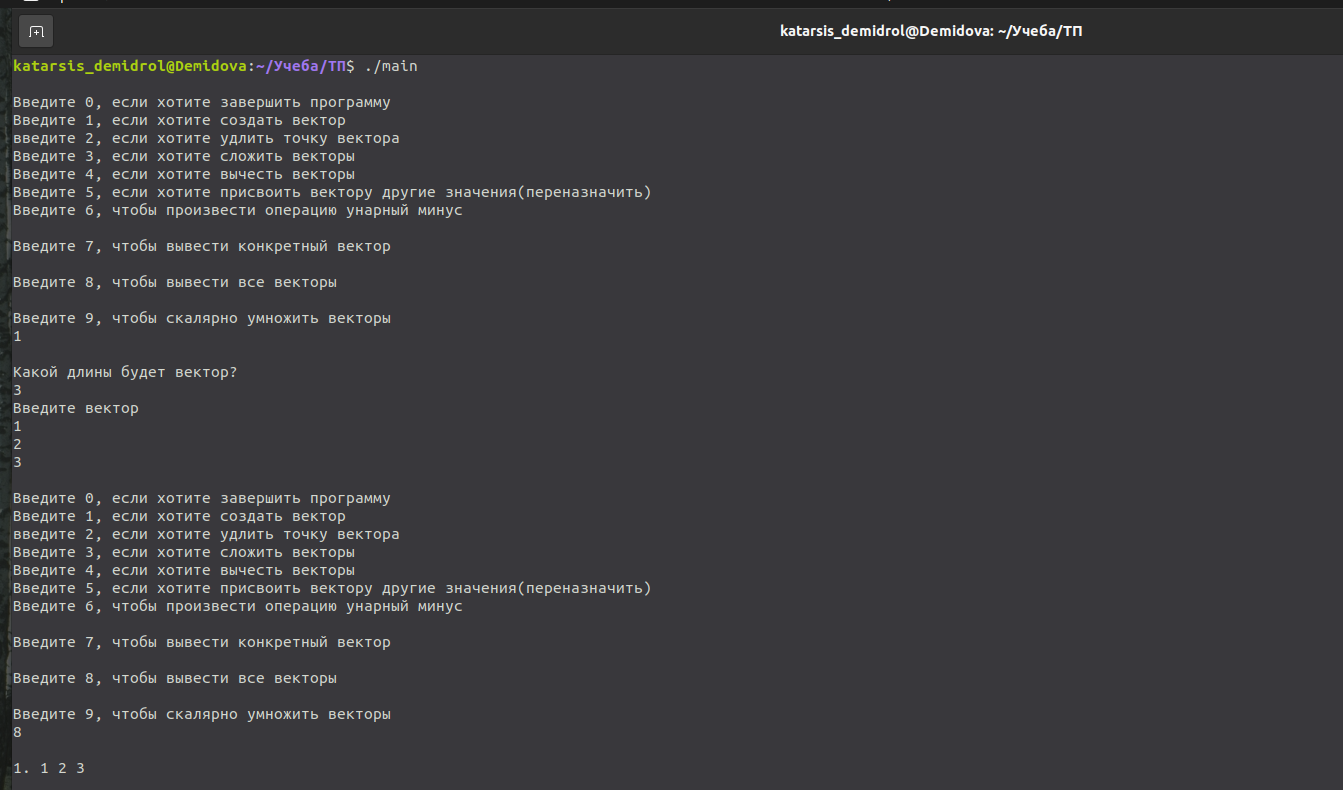 katarsis_demidrol@Demidova: ~/Учеба/ТП
katarsis_demidrol@Demidova:~/Учеба/ТП$ ./main
Введите 0, если хотите завершить программу
Введите 1, если хотите создать вектор
введите 2, если хотите удлить точку вектора
Введите 3, если хотите сложить векторы
Введите 4, если хотите вычесть векторы
Введите 5, если хотите присвоить вектору другие значения(переназначить)
Введите 6, чтобы произвести операцию унарный минус
Введите 7, чтобы вывести конкретный вектор
Введите 8, чтобы вывести все векторы
Введите 9, чтобы скалярно умножить векторы
1
Какой длины будет вектор?
3
Введите вектор
1
2
3
Введите 0, если хотите завершить программу
Введите 1, если хотите создать вектор
введите 2, если хотите удлить точку вектора
Введите 3, если хотите сложить векторы
Введите 4, если хотите вычесть векторы
Введите 5, если хотите присвоить вектору другие значения(переназначить)
Введите 6, чтобы произвести операцию унарный минус
Введите 7, чтобы вывести конкретный вектор
Введите 8, чтобы вывести все векторы
Введите 9, чтобы скалярно умножить векторы
8
1. 1 2 3